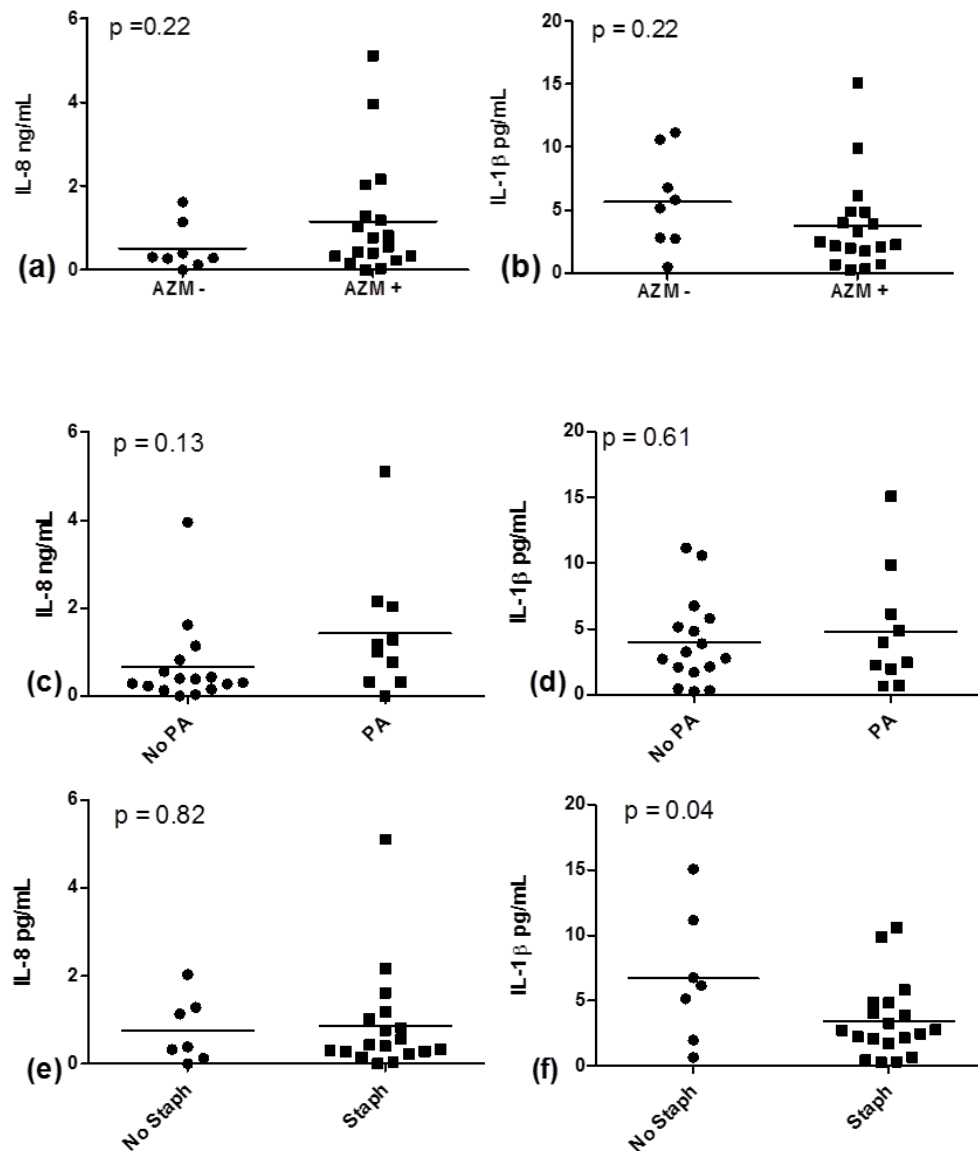 p =0.22
IL-8 ng/mL
6
4
2
0
(a)
AZM -
AZM +
p = 0.22
IL-1β pg/mL
20
15
10
5
0
(b)
AZM -
AZM +
p = 0.13
IL-8 ng/mL
6
4
2
0
(c)
No PA
PA
p = 0.61
IL-1β pg/mL
20
15
10
5
0
(d)
No PA
PA
p = 0.82
IL-8 pg/mL
6
4
2
0
(e)
No Staph
Staph
p = 0.04
IL-1β pg/mL
20
15
10
5
0
(f)
No Staph
Staph